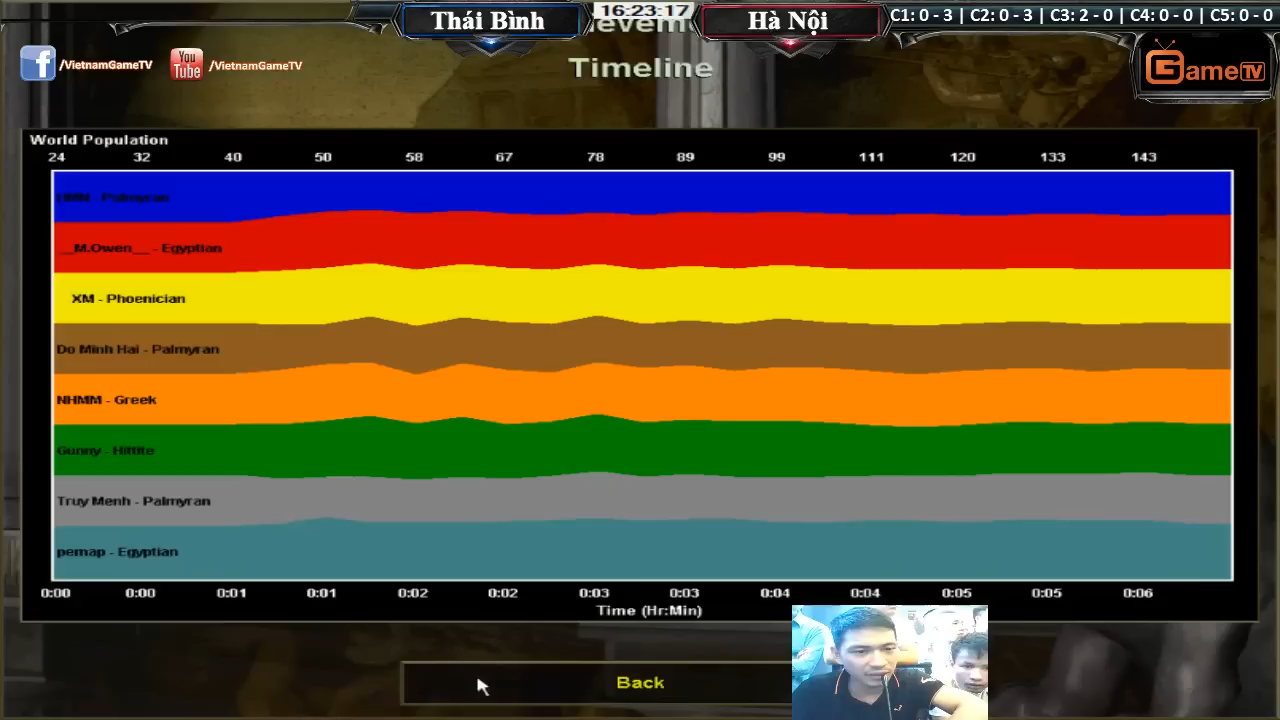 Thái Bình
16:23:17
Hà Nội
C1: 0 - 3 | C2: 0 - 3 | C3: 2 - 0 | C4: 0 - 0 | C5: 0 - 0
/VietnamGameTV
You Tube /VietnamGameTV
Timeline
GameTV
World Population
24 32 40 50 58 67 78 89 99 111 120 133 143
- Palmyran
__M.Owen__ - Egyptian
XM - Phoenician
Do Minh Hai - Palmyran
NHMM - Greek
Gunny - Hittite
Truy Menh - Palmyran
pemap - Egyptian
0:00 0:00 0:01 0:01 0:02 0:02 0:03 0:03 0:04 0:04 0:05 0:05 0:06
Time (Hr:Min)
Back